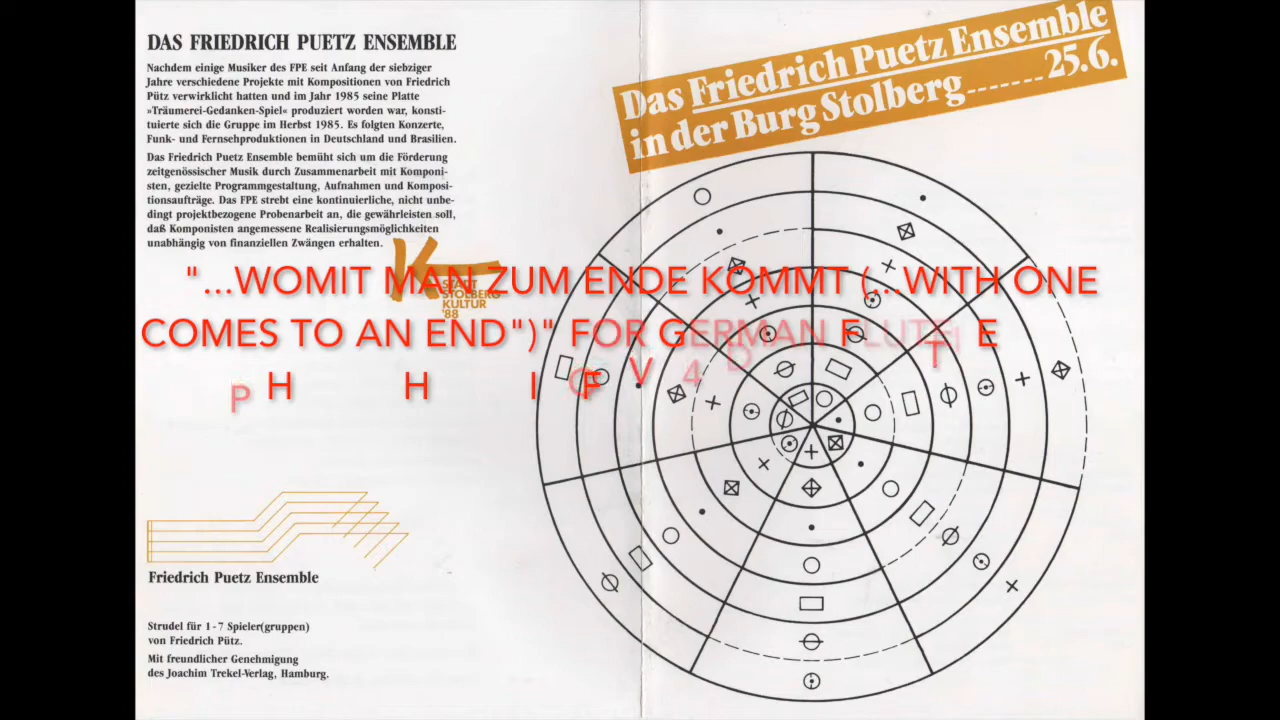 DAS FRIEDRICH PUETZ ENSEMBLE
Nachdem einige Musiker des FPE seit Anfang der siebziger
Jahre verschiedene Projekte mit Kompositionen von Friedrich
Pütz verwirklicht hatten und im Jahr 1985 seine Platte
»Träumerei-Gedanken-Spiel« produziert worden war, konsti-
tuierte sich die Gruppe im Herbst 1985. Es folgten Konzerte,
Funk- und Fernsehproduktionen in Deutschland und Brasilien.
Das Friedrich Puetz Ensemble bemüht sich um die Förderung
zeitgenössischer Musik durch Zusammenarbeit mit Komponi-
sten, gezielte Programmgestaltung, Aufnahmen und Komposi-
tionsaufträge. Das FPE strebt eine kontinuierliche, nicht unbe-
dingt projektbezogene Probenarbeit an, die gewährleisten soll,
daß Komponisten angemessene Realisierungsmöglichkeiten
unabhängig von finanziellen Zwängen erhalten.
K
STADT
STOLBERG
KULTUR
'88
Das Friedrich Puetz Ensemble
in der Burg Stolberg......25.6.
"...WOMIT MAN ZUM ENDE KOMMT (...WITH ONE
COMES TO AN END")" FOR GERMAN FLUTE
Friedrich Puetz Ensemble
Strudel für 1-7 Spieler(gruppen)
von Friedrich Pütz.
Mit freundlicher Genehmigung
des Joachim Trekel-Verlag, Hamburg.